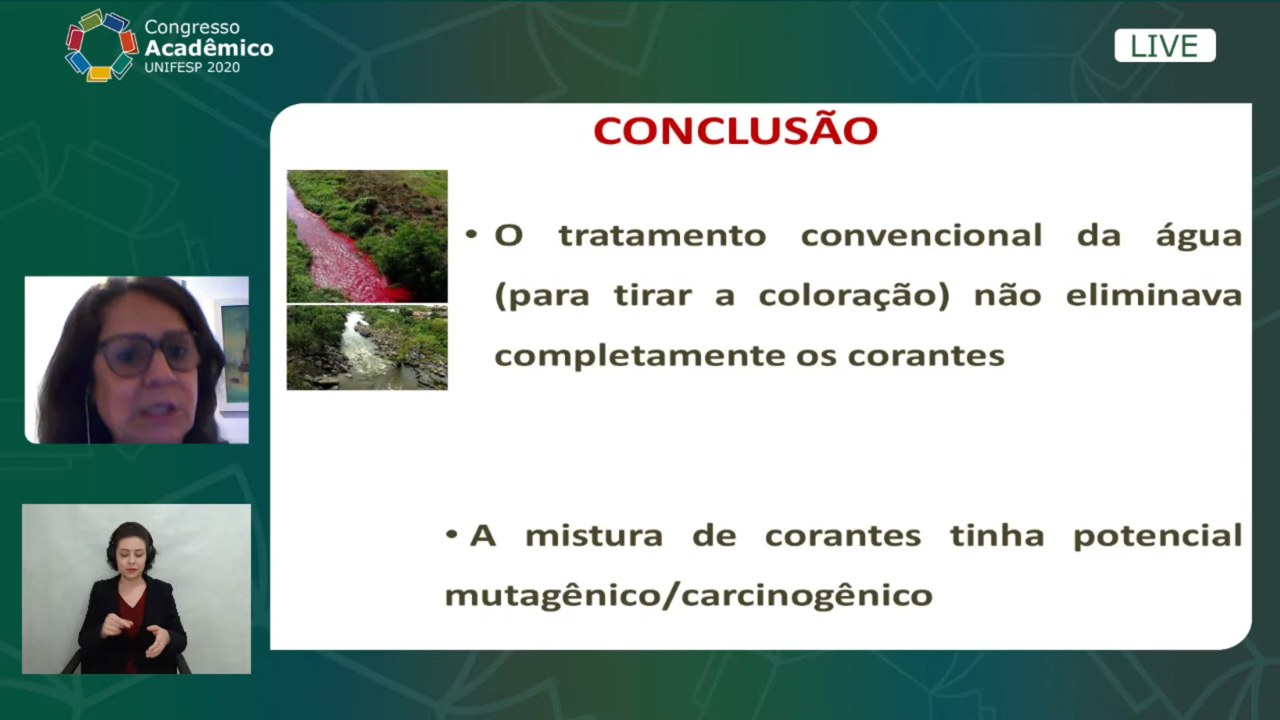 Congresso
Acadêmico
UNIFESP 2020
LIVE
CONCLUSÃO
• O tratamento convencional da água
(para tirar a coloração) não eliminava
completamente os corantes
• A mistura de corantes tinha potencial
mutagênico/carcinogênico